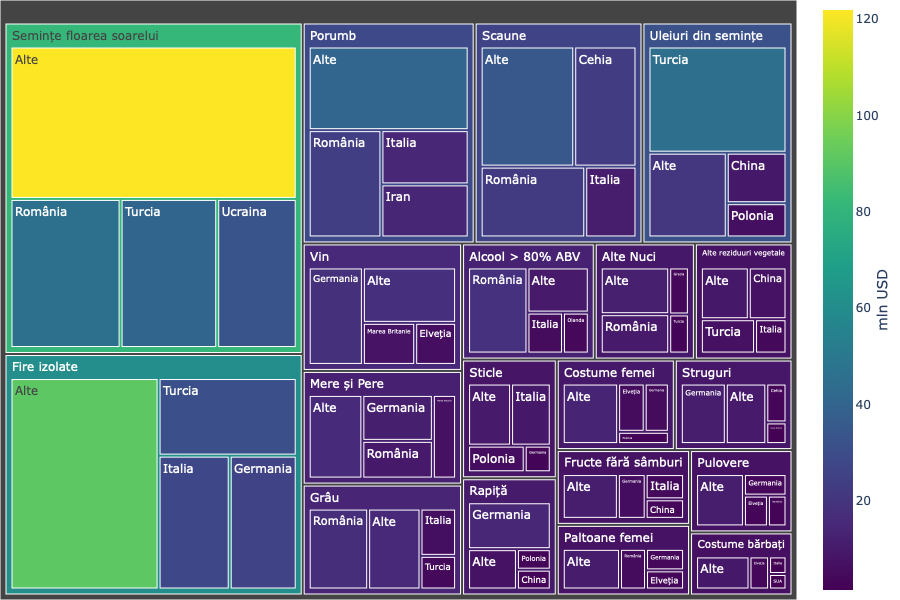 Semințe floarea soarelui
Alte
România
Turcia
Ucraina
Fire izolate
Alte
Turcia
Italia
Germania
Porumb
Alte
România
Italia
Iran
Scaune
Alte
Cehia
România
Italia
Uleiuri din semințe
Turcia
Alte
China
Polonia
Vin
Germania
Alte
Marea Britanie
Elveția
Mere și Pere
Alte
Germania
România
Grâu
România
Alte
Italia
Turcia
Alcool > 80% ABV
România
Alte
Italia
Olanda
Alte Nuci
Alte
România
Grecia
Turcia
Alte reziduuri vegetale
Alte
China
Turcia
Italia
Sticle
Alte
Italia
Polonia
Germania
Rapiță
Germania
Alte
Polonia
China
Costume femei
Alte
Elveția
Germania
Struguri
Germania
Alte
Cehia
Fructe fără sâmburi
Alte
Germania
Italia
China
Paltoane femei
Alte
România
Germania
Elveția
Pulovere
Alte
Germania
Elveția
Costume bărbați
Alte
Elveția
Italia
SUA
120
100
80
60
40
20
mln USD